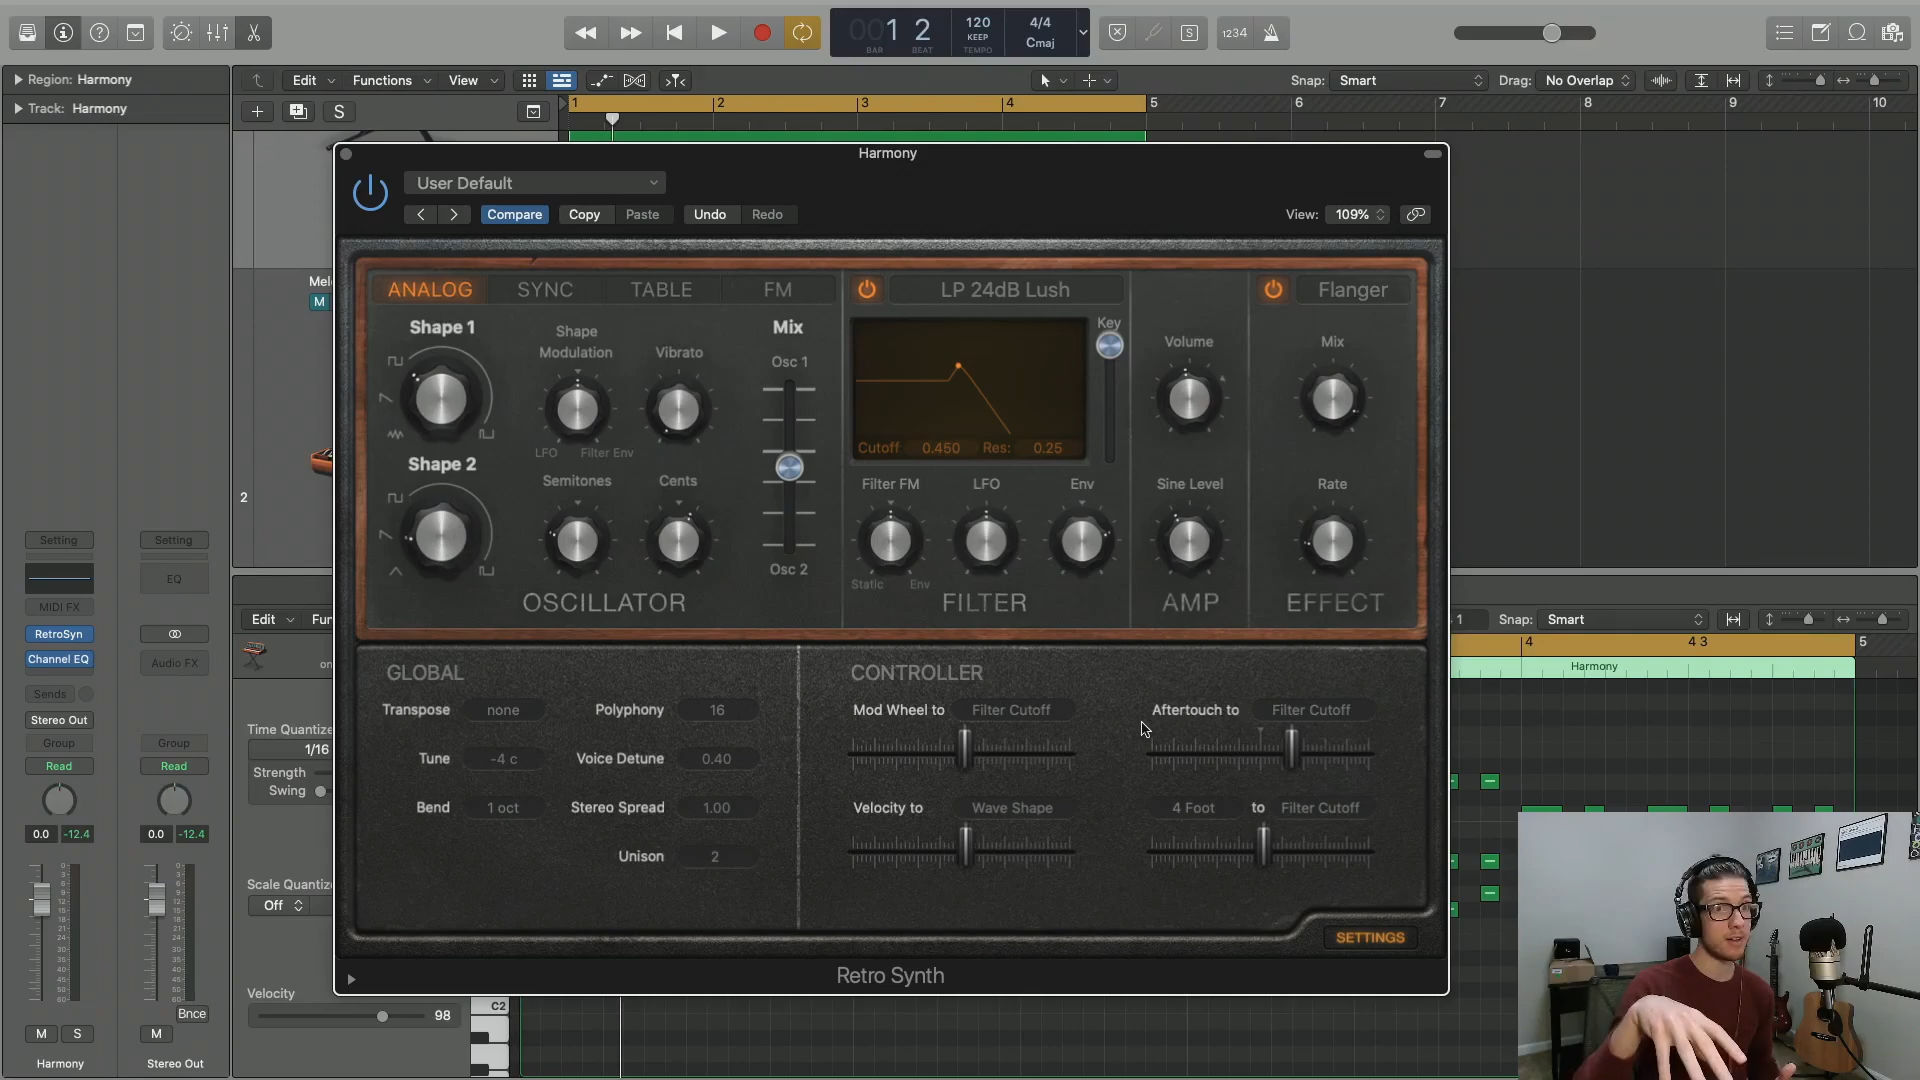 001 2
BAR BEAT
120
KEEP
TEMPO
4/4
Cmaj
S
1234
Region: Harmony
Track: Harmony
Edit Functions View
Snap: Smart
Drag: No Overlap
S
1 2 3 4 5 6 7 8 9 10
Harmony
User Default
Compare Copy Paste Undo Redo
View: 109%
Mel
M
2
ANALOG SYNC TABLE FM
LP 24dB Lush
Flanger
Shape 1
Shape Modulation
Vibrato
Mix
Osc 1
Key
Volume
Mix
LFO Filter Env
Cutoff: 0.450 Res: 0.25
Shape 2
Semitones
Cents
Filter FM
LFO
Env
Sine Level
Rate
Osc 2
Static Env
OSCILLATOR
FILTER
AMP
EFFECT
GLOBAL
CONTROLLER
Transpose none
Polyphony 16
Mod Wheel to Filter Cutoff
Aftertouch to Filter Cutoff
Tune -4 c
Voice Detune 0.40
Bend 1 oct
Stereo Spread 1.00
Velocity to Wave Shape
4 Foot to Filter Cutoff
Unison 2
SETTINGS
Retro Synth
Setting
Setting
EQ
MIDI FX
RetroSyn
Channel EQ
Audio FX
Sends
Stereo Out
Group
Group
Read
Read
0.0 -12.4
0.0 -12.4
Bnce
M S
M
Harmony
Stereo Out
Edit Fun
on
Time Quantiz
1/16
Strength
Swing
Scale Quantiz
Off
Velocity
98
C2
1
Snap: Smart
4 4 3 5
Harmony